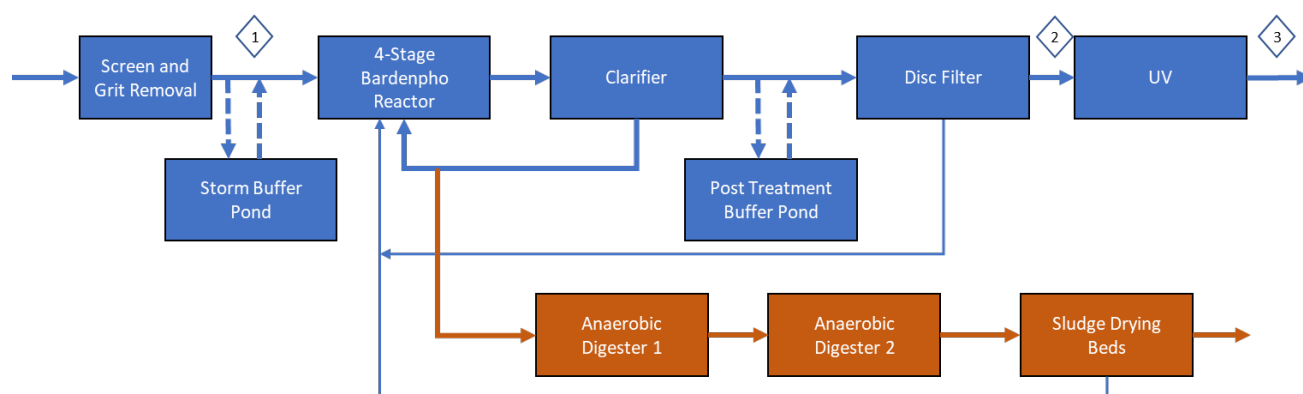 1
2
3
Screen and
Grit Removal
4-Stage
Bardenpho
Reactor
Clarifier
Disc Filter
UV
Storm Buffer
Pond
Post Treatment
Buffer Pond
Anaerobic
Digester 1
Anaerobic
Digester 2
Sludge Drying
Beds